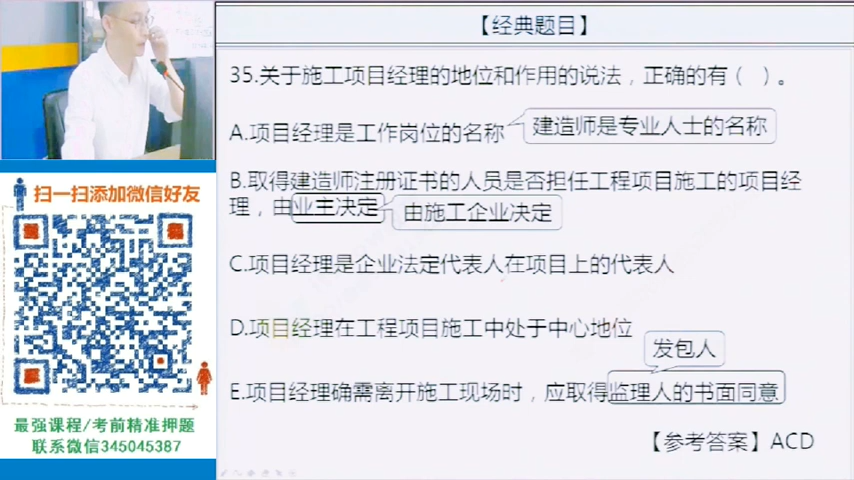 【经典题目】
35.关于施工项目经理的地位和作用的说法，正确的有（ ）。
A.项目经理是工作岗位的名称
建造师是专业人士的名称
B.取得建造师注册证书的人员是否担任工程项目施工的项目经
理，由业主决定
由施工企业决定
C.项目经理是企业法定代表人在项目上的代表人
D.项目经理在工程项目施工中处于中心地位
发包人
E.项目经理确需离开施工现场时，应取得监理人的书面同意
【参考答案】ACD
扫一扫添加微信好友
最强课程/考前精准押题
联系微信345045387